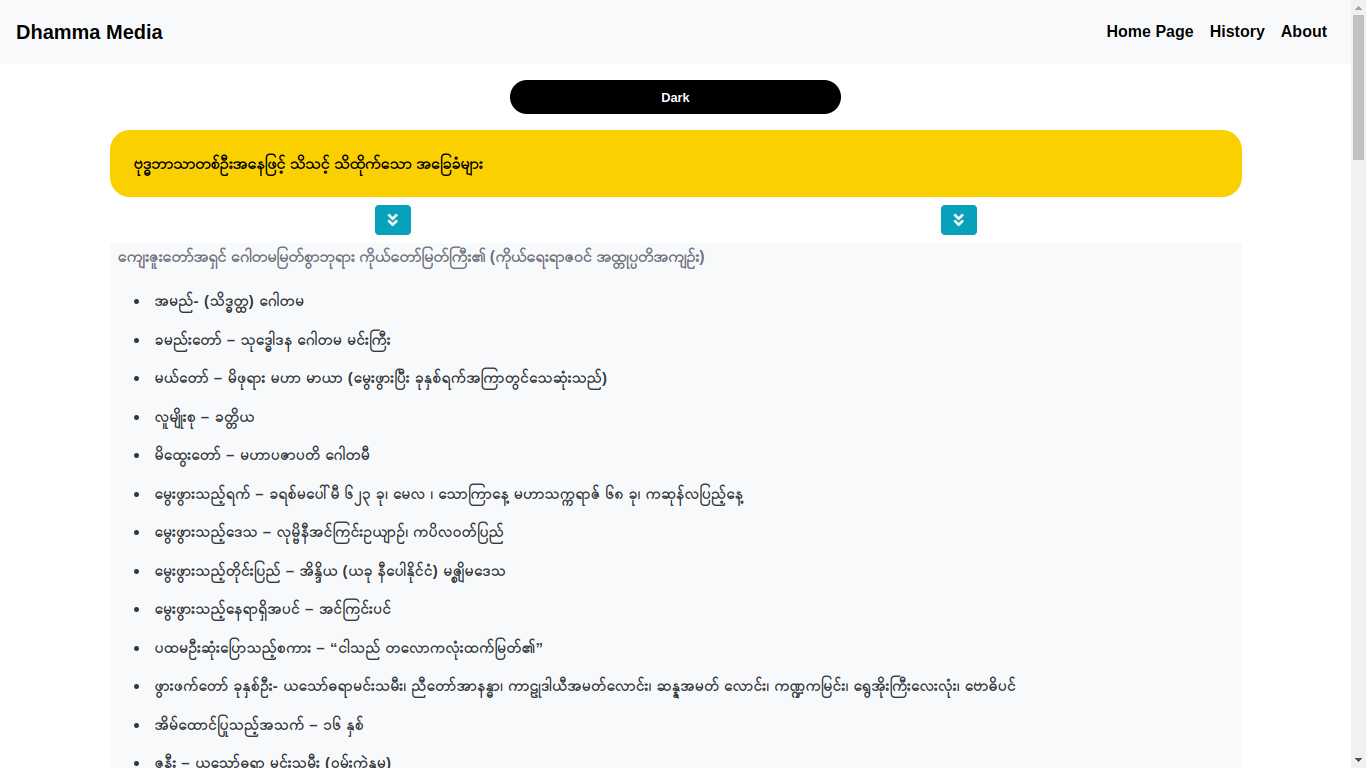 Dhamma Media
Home Page History About
Dark
ဗုဒ္ဓဘာသာတစ်ဦးအနေဖြင့် သိသင့် သိထိုက်သော အခြေခံများ
ကျေးဇူးတော်အရှင် ဂေါတမမြတ်စွာဘုရား ကိုယ်တော်မြတ်ကြီး၏ (ကိုယ်ရေးရာဇဝင် အထ္ထုပ္ပတိအကျဉ်း)
အမည်- (သိဒ္ဓတ္ထ) ဂေါတမ
ခမည်းတော် – သုဒ္ဓေါဒန ဂေါတမ မင်းကြီး
မယ်တော် – မိဖုရား မဟာ မာယာ (မွေးဖွားပြီး ခုနှစ်ရက်အကြာတွင်သေဆုံးသည်)
လူမျိုးစု – ခတ္တိယ
မိထွေးတော် – မဟာပဇာပတိ ဂေါတမီ
မွေးဖွားသည့်ရက် – ခရစ်မပေါ်မီ ၆၂၃ ခု၊ မေလ ၊ သောကြာနေ့ မဟာသက္ကရာဇ် ၆၈ ခု၊ ကဆုန်လပြည့်နေ့
မွေးဖွားသည့်ဒေသ – လုမ္ဗိနီအင်ကြင်းဥယျာဉ်၊ ကပိလဝတ်ပြည်
မွေးဖွားသည့်တိုင်းပြည် – အိန္ဒိယ (ယခု နီပေါနိုင်ငံ) မဇ္ဈိမဒေသ
မွေးဖွားသည့်နေရာရှိအပင် – အင်ကြင်းပင်
ပထမဦးဆုံးပြောသည့်စကား – “ငါသည် တလောကလုံးထက်မြတ်၏”
ဖွားဖက်တော် ခုနှစ်ဦး- ယသော်ဓရာမင်းသမီး၊ ညီတော်အာနန္ဓာ၊ ကာဠုဒါယီအမတ်လောင်း၊ ဆန္နအမတ် လောင်း၊ ကဏ္ဍကမြင်း၊ ရွှေအိုးကြီးလေးလုံး၊ ဗောဓိပင်
အိမ်ထောင်ပြုသည့်အသက် – ၁၆ နှစ်
ဇနီး – ယသော်ဓရာ မင်းသမီး (ဝမ်းကွဲနှမ)